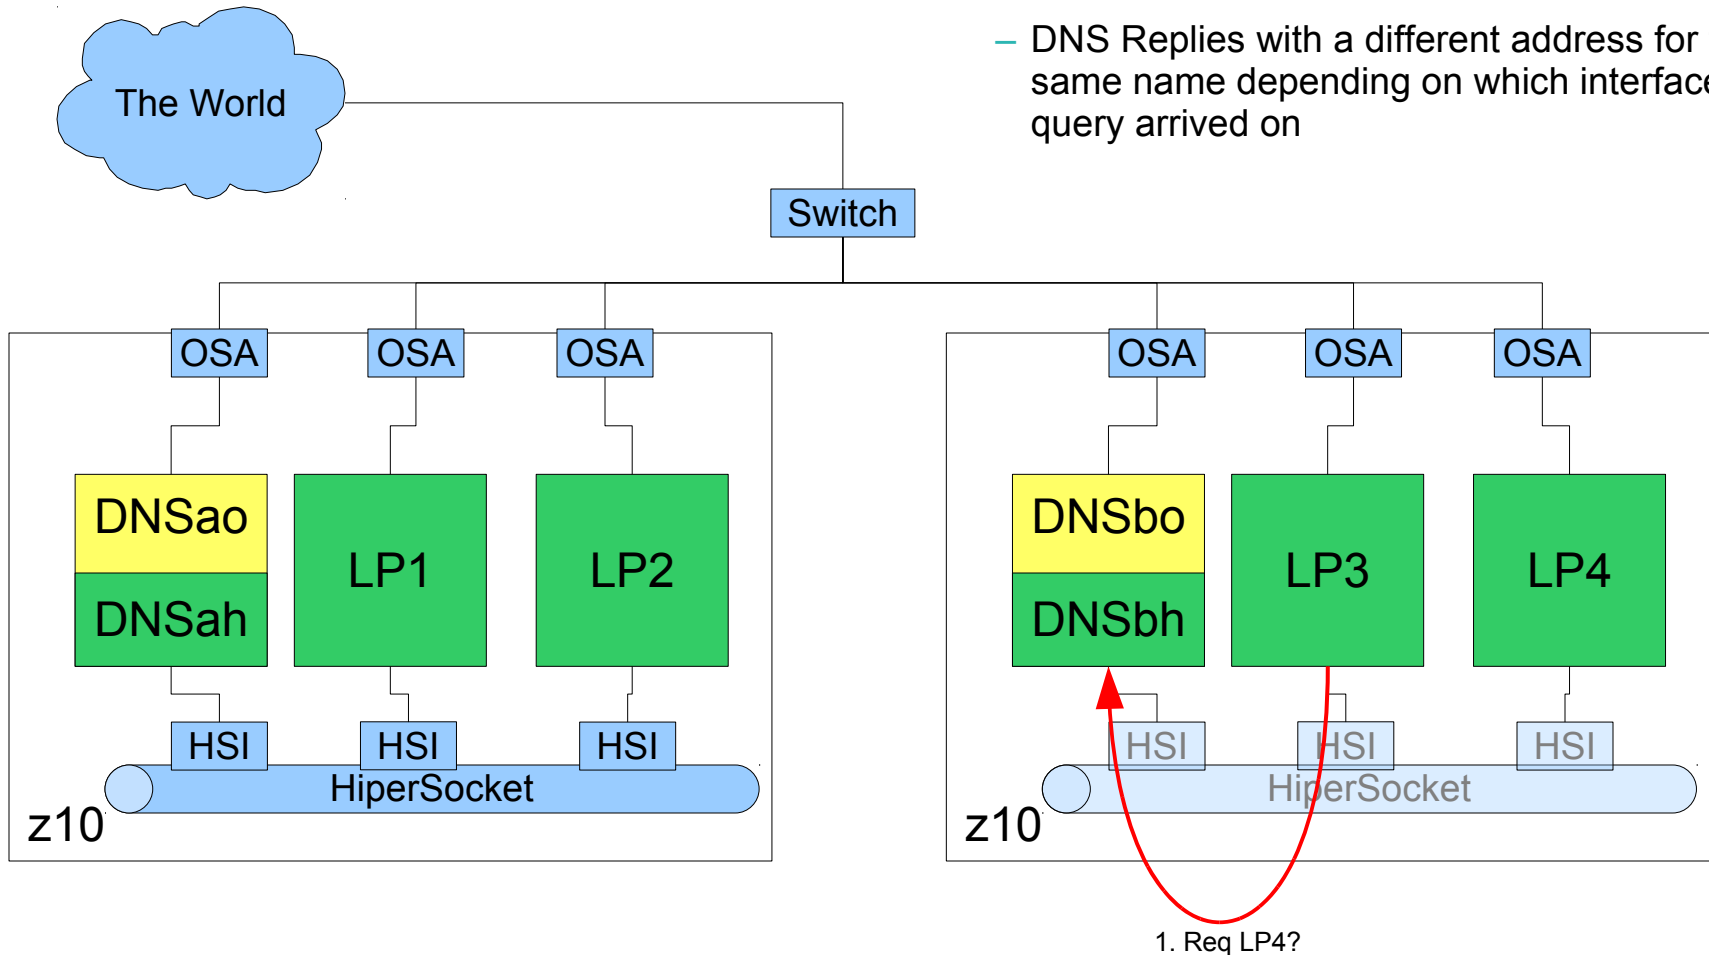 – DNS Replies with a different address for
same name depending on which interface
query arrived on
The World
Switch
OSA
OSA
OSA
OSA
OSA
OSA
DNSao
DNSah
LP1
LP2
DNSbo
DNSbh
LP3
LP4
HSI
HSI
HSI
HiperSocket
z10
HSI
HSI
HSI
HiperSocket
z10
1. Req LP4?